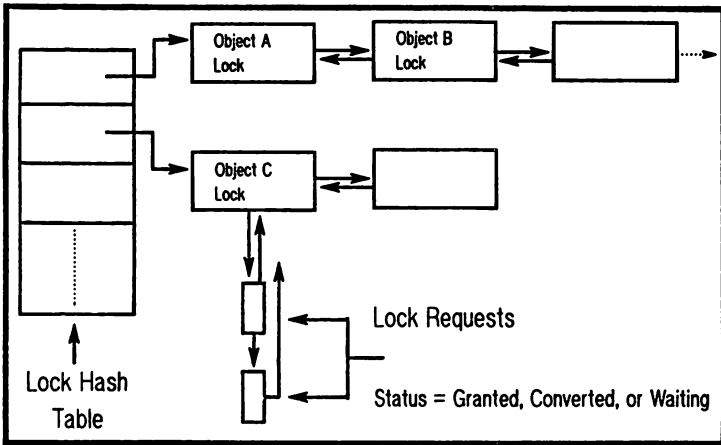 Object A
Lock
Object B
Lock
Object C
Lock
Lock Requests
Lock Hash
Table
Status = Granted, Converted, or Waiting